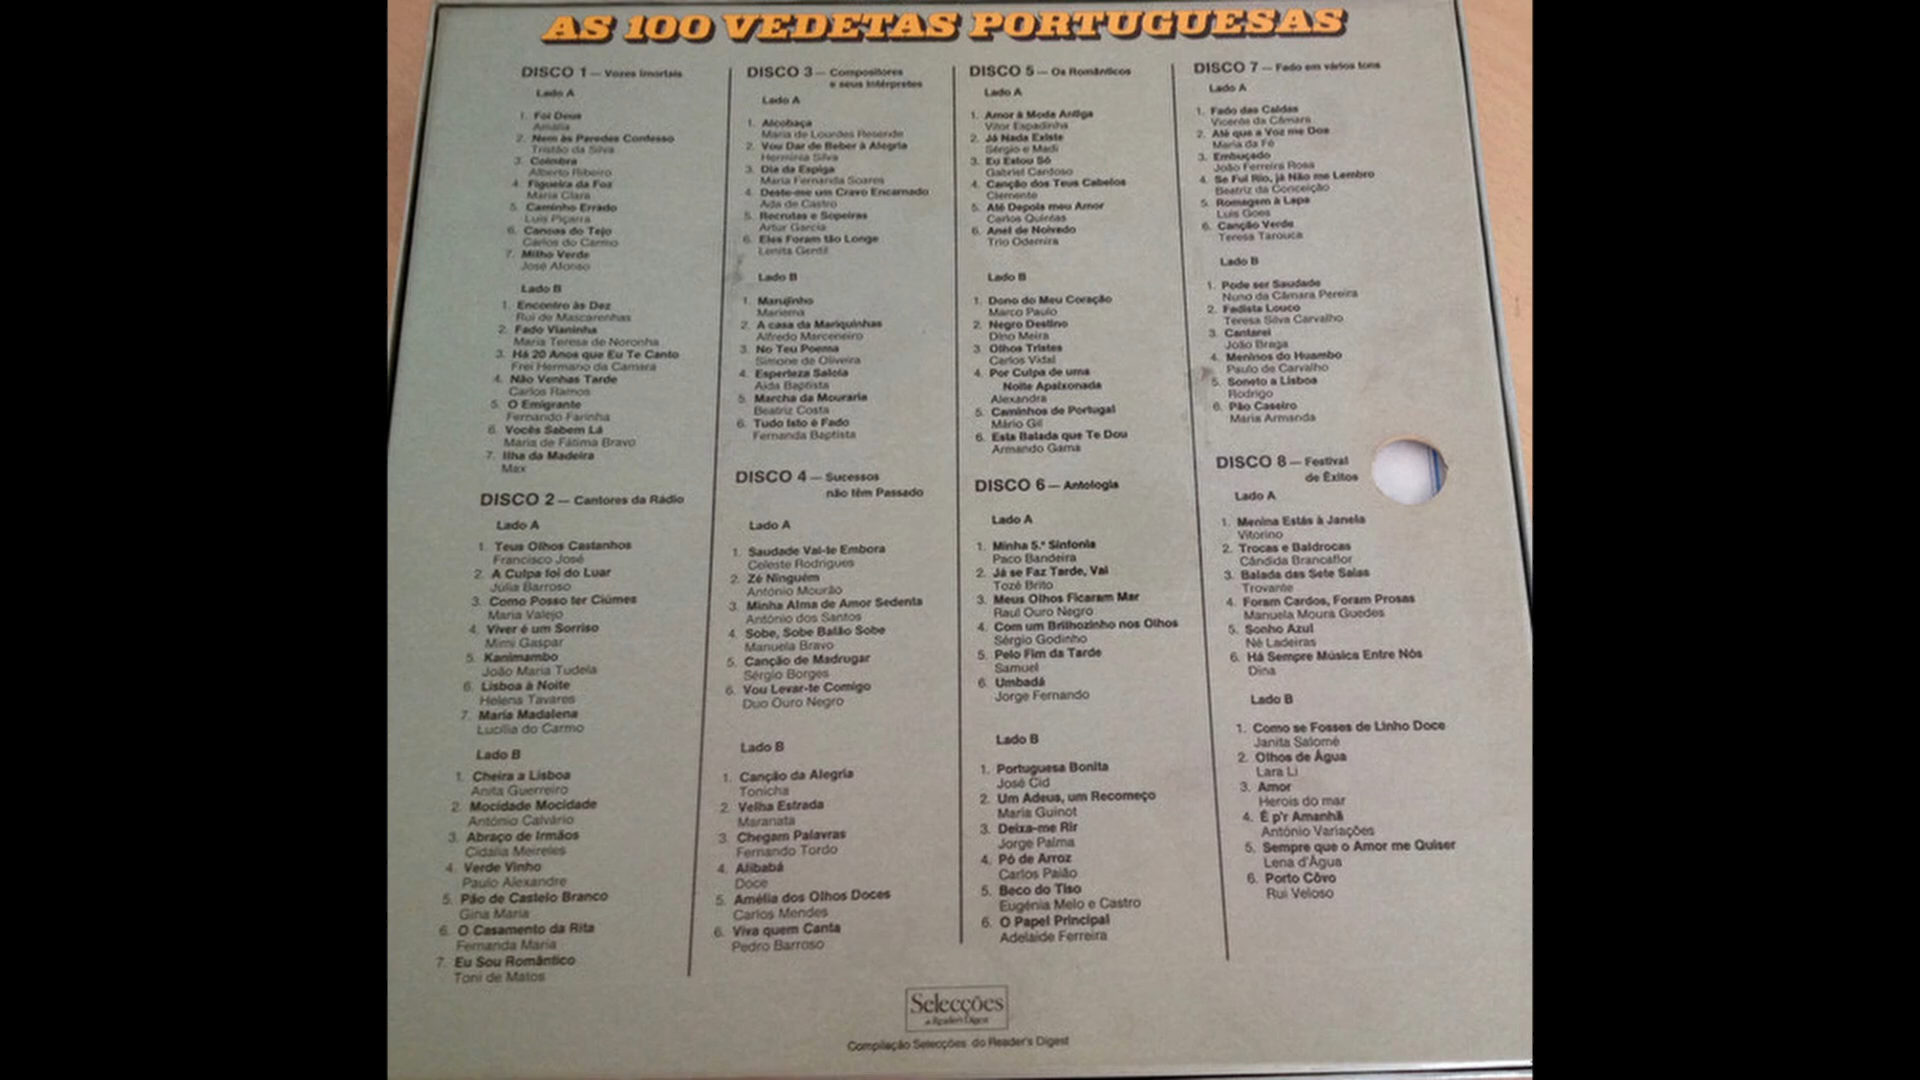 AS 100 VEDETAS PORTUGUESAS
DISCO 1 — Vozes Imortais
Lado A
1. Foi Deus
Amália
2. Nem às Paredes Confesso
Tristão da Silva
3. Coimbra
Alberto Ribeiro
4. Figueira da Foz
Maria Clara
5. Caminho Errado
Luís Piçarra
6. Canoas do Tejo
Carlos do Carmo
7. Milho Verde
José Afonso
Lado B
1. Encontro às Dez
Rui de Mascarenhas
2. Fado Vianinha
Maria Teresa de Noronha
3. Há 20 Anos que Eu Te Canto
Frei Hermano da Câmara
4. Não Venhas Tarde
Carlos Ramos
5. O Emigrante
Fernando Farinha
6. Vocês Sabem Lá
Maria de Fátima Bravo
7. Ilha da Madeira
Max
DISCO 2 — Cantores da Rádio
Lado A
1. Teus Olhos Castanhos
Francisco José
2. A Culpa foi do Luar
Júlia Barroso
3. Como Posso ter Ciúmes
Maria Valejo
4. Viver é um Sorriso
Mimi Gaspar
5. Kanimambo
João Maria Tudela
6. Lisboa à Noite
Helena Tavares
7. Maria Madalena
Lucília do Carmo
Lado B
1. Cheira a Lisboa
Anita Guerreiro
2. Mocidade Mocidade
António Calvário
3. Abraço de Irmãos
Cidália Meireles
4. Verde Vinho
Paulo Alexandre
5. Pão de Castelo Branco
Gina Maria
6. O Casamento da Rita
Fernanda Maria
7. Eu Sou Romântico
Toni de Matos
DISCO 3 — Compositores
e seus Intérpretes
Lado A
1. Alcobaça
Maria de Lourdes Resende
2. Vou Dar de Beber à Alegria
Hermínia Silva
3. Dia da Espiga
Maria Fernanda Soares
4. Deste-me um Cravo Encarnado
Ada de Castro
5. Recrutas e Sopeiras
Artur Garcia
6. Eles Foram tão Longe
Lenita Gentil
Lado B
1. Marujinho
Mariema
2. A casa da Mariquinhas
Alfredo Marceneiro
3. No Teu Poema
Simone de Oliveira
4. Esperteza Saloia
Aida Baptista
5. Marcha da Mouraria
Beatriz Costa
6. Tudo Isto é Fado
Fernanda Baptista
DISCO 4 — Sucessos
não têm Passado
Lado A
1. Saudade Vai-te Embora
Celeste Rodrigues
2. Zé Ninguém
António Mourão
3. Minha Alma de Amor Sedenta
António dos Santos
4. Sobe, Sobe Balão Sobe
Manuela Bravo
5. Canção de Madrugar
Sérgio Borges
6. Vou Levar-te Comigo
Duo Ouro Negro
Lado B
1. Canção da Alegria
Tonicha
2. Velha Estrada
Maranata
3. Chegam Palavras
Fernando Tordo
4. Alibabá
Doce
5. Amélia dos Olhos Doces
Carlos Mendes
6. Viva quem Canta
Pedro Barroso
DISCO 5 — Os Românticos
Lado A
1. Amor à Moda Antiga
Vítor Espadinha
2. Já Nada Existe
Sérgio e Madi
3. Eu Estou Só
Gabriel Cardoso
4. Canção dos Teus Cabelos
Clemente
5. Até Depois meu Amor
Carlos Quintas
6. Anel de Noivado
Trio Odemira
Lado B
1. Dono do Meu Coração
Marco Paulo
2. Negro Destino
Dino Meira
3. Olhos Tristes
Carlos Vidal
4. Por Culpa de uma
Noite Apaixonada
Alexandra
5. Caminhos de Portugal
Mário Gil
6. Esta Balada que Te Dou
Armando Gama
DISCO 6 — Antologia
Lado A
1. Minha 5.ª Sinfonia
Paco Bandeira
2. Já se Faz Tarde, Vai
Tozé Brito
3. Meus Olhos Ficaram Mar
Raul Ouro Negro
4. Com um Brilhozinho nos Olhos
Sérgio Godinho
5. Pelo Fim da Tarde
Samuel
6. Umbadá
Jorge Fernando
Lado B
1. Portuguesa Bonita
José Cid
2. Um Adeus, um Recomeço
Maria Guinot
3. Deixa-me Rir
Jorge Palma
4. Pó de Arroz
Carlos Paião
5. Beco do Tiso
Eugénia Melo e Castro
6. O Papel Principal
Adelaide Ferreira
DISCO 7 — Fado em vários tons
Lado A
1. Fado das Caldas
Vicente da Câmara
2. Até que a Voz me Doa
Maria da Fé
3. Embuçado
João Ferreira Rosa
4. Se Fui Rio, já Não me Lembro
Beatriz da Conceição
5. Romagem à Lapa
Luís Goes
6. Canção Verde
Teresa Tarouca
Lado B
1. Pode ser Saudade
Nuno da Câmara Pereira
2. Fadista Louco
Teresa Silva Carvalho
3. Cantarei
João Braga
4. Meninos do Huambo
Paulo de Carvalho
5. Soneto a Lisboa
Rodrigo
6. Pão Caseiro
Maria Armanda
DISCO 8 — Festival
de Êxitos
Lado A
1. Menina Estás à Janela
Vitorino
2. Trocas e Baldrocas
Cândida Brancaflor
3. Balada das Sete Saias
Trovante
4. Foram Cardos, Foram Prosas
Manuela Moura Guedes
5. Sonho Azul
Né Ladeiras
6. Há Sempre Música Entre Nós
Dina
Lado B
1. Como se Fosses de Linho Doce
Janita Salomé
2. Olhos de Água
Lara Li
3. Amor
Herois do mar
4. É p'r Amanhã
António Variações
5. Sempre que o Amor me Quiser
Lena d'Água
6. Porto Côvo
Rui Veloso
Selecções
do Reader's Digest
Compilação Selecções do Reader's Digest